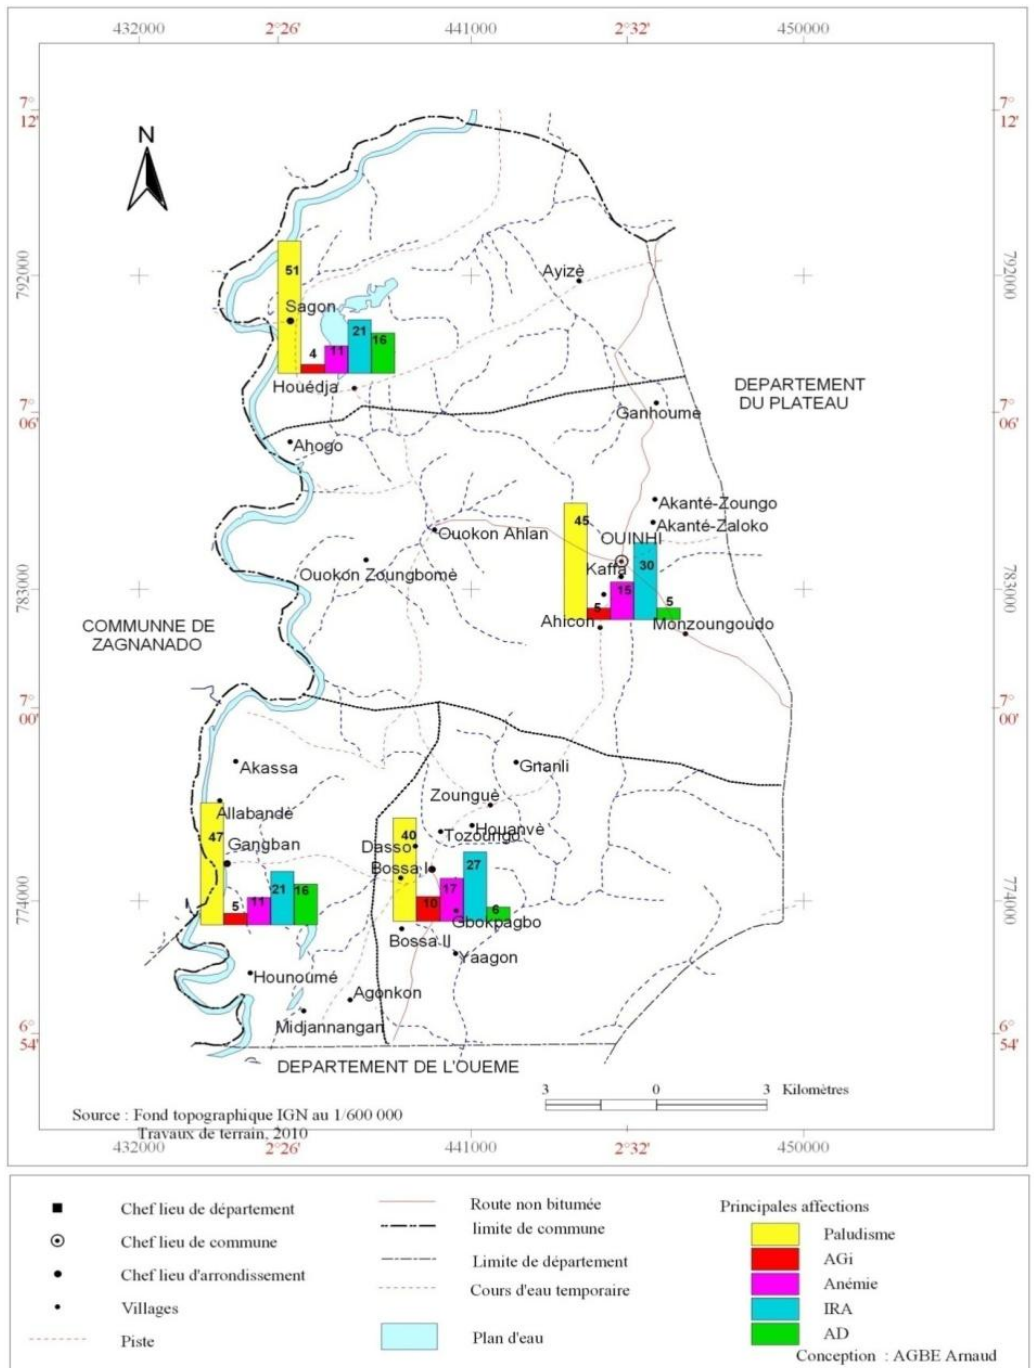 432000 2°26' 441000 2°32' 450000
7°12' 7°12'
N
792000 792000
Ayizè
51
Sagon
4 11 21 16
Houédja
DEPARTEMENT
DU PLATEAU
7°06' 7°06'
Ganhoumè
Ahogo
Akanté-Zoungo
45
Akanté-Zaloko
Ouokon Ahlan
OUINHI
Ouokon Zoungbomè
Kaffa
30
783000 783000
15
5 5
Ahicon
Monzoungoudo
COMMUNNE DE
ZAGNANADO
7°00' 7°00'
Akassa
Gnanli
Zounguè
Allabandè
Houanvè
Tozoungo
47
40
Dasso
Gangban
Bossa I
27
21 16
17
774000 774000
5 11
10 6
Gbokpagbo
Bossa II
Yaagon
Hounoumé
Agonkon
Midjannangan
6°54' 6°54'
DEPARTEMENT DE L'OUEME
3 0 3 Kilomètres
Source : Fond topographique IGN au 1/600 000
Travaux de terrain, 2010
432000 2°26' 441000 2°32' 450000
Chef lieu de département
Chef lieu de commune
Chef lieu d'arrondissement
Villages
Piste
Route non bitumée
limite de commune
Limite de département
Cours d'eau temporaire
Plan d'eau
Principales affections
Paludisme
AGi
Anémie
IRA
AD
Conception : AGBE Arnaud